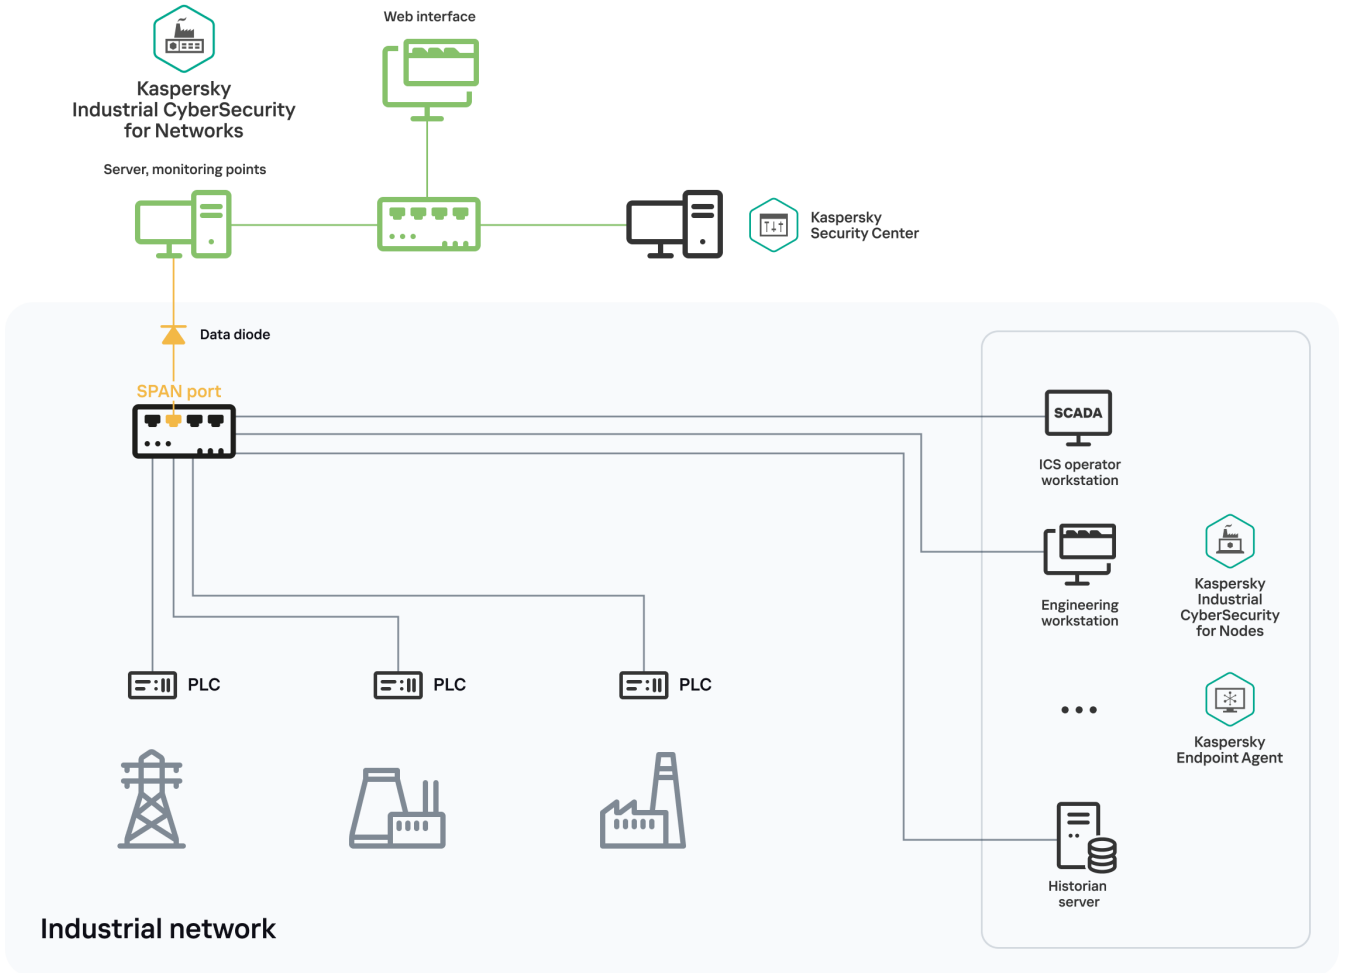 Web interface
Kaspersky
Industrial CyberSecurity
for Networks
Server, monitoring points
Kaspersky
Security Center
Data diode
SPAN port
SCADA
ICS operator
workstation
Engineering
workstation
Kaspersky
Industrial
CyberSecurity
for Nodes
PLC
PLC
PLC
Kaspersky
Endpoint Agent
Historian
server
Industrial network